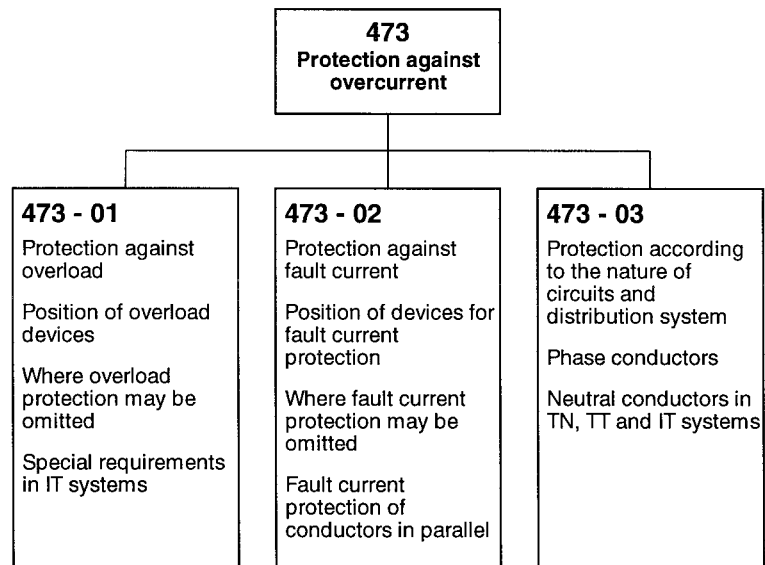 473
Protection against
overcurrent
473 - 01
Protection against
overload
Position of overload
devices
Where overload
protection may be
omitted
Special requirements
in IT systems
473 - 02
Protection against
fault current
Position of devices for
fault current
protection
Where fault current
protection may be
omitted
Fault current
protection of
conductors in parallel
473 - 03
Protection according
to the nature of
circuits and
distribution system
Phase conductors
Neutral conductors in
TN, TT and IT systems